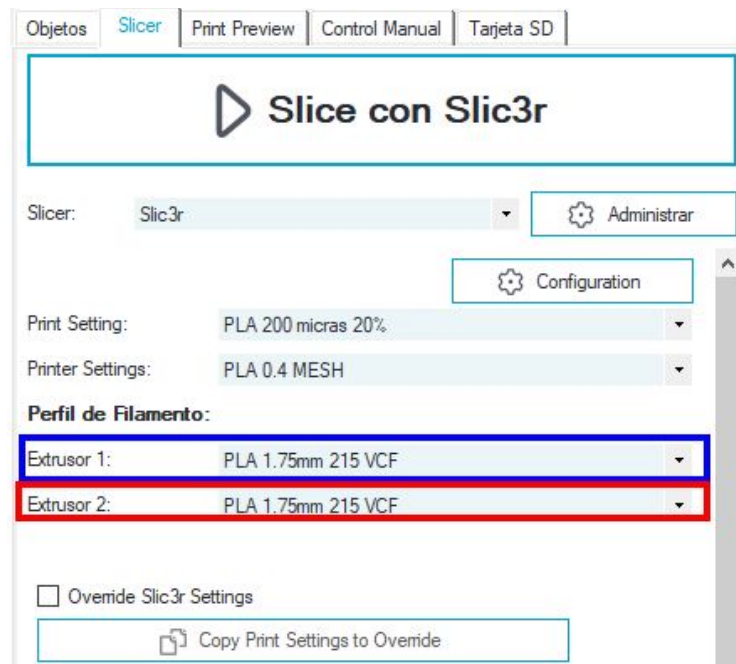 Objetos Slicer Print Preview Control Manual Tarjeta SD
Slice con Slic3r
Slicer: Slic3r Administrar
Configuration
Print Setting: PLA 200 micras 20%
Printer Settings: PLA 0.4 MESH
Perfil de Filamento:
Extrusor 1: PLA 1.75mm 215 VCF
Extrusor 2: PLA 1.75mm 215 VCF
Override Slic3r Settings
Copy Print Settings to Override